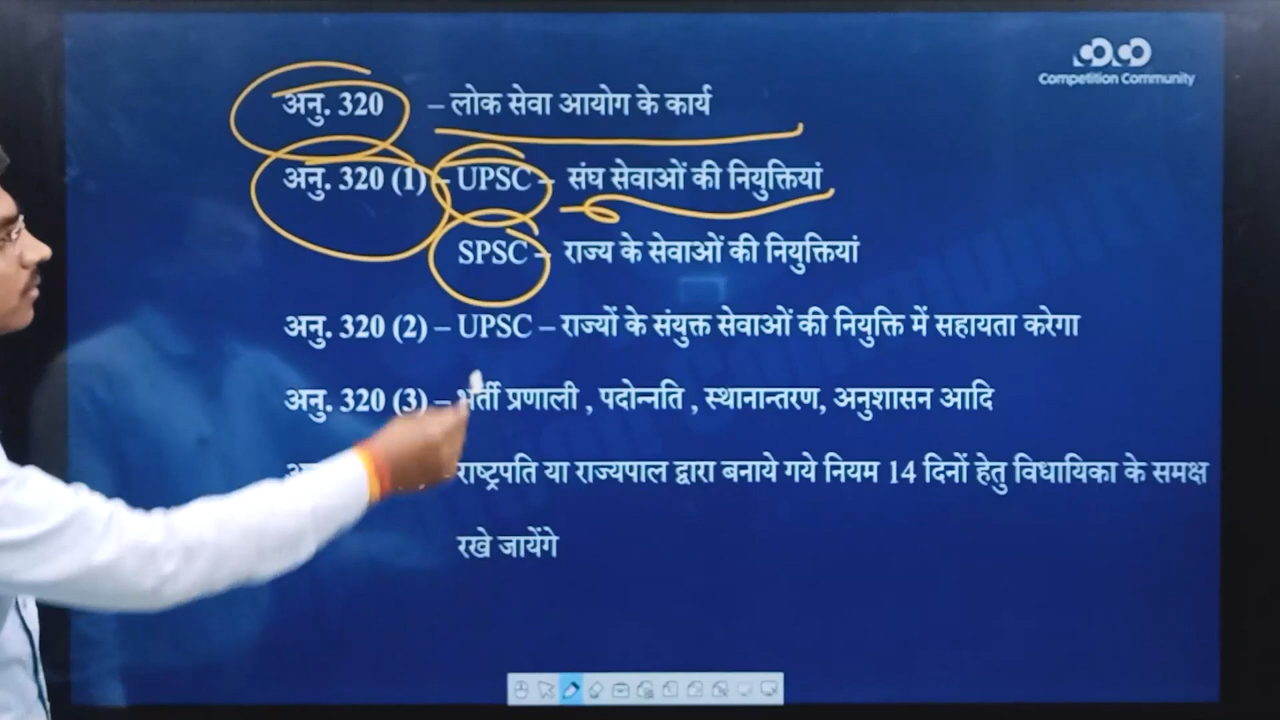 Competition Community
अनु. 320 – लोक सेवा आयोग के कार्य
अनु. 320 (1) – UPSC – संघ सेवाओं की नियुक्तियां
SPSC – राज्य के सेवाओं की नियुक्तियां
अनु. 320 (2) – UPSC – राज्यों के संयुक्त सेवाओं की नियुक्ति में सहायता करेगा
अनु. 320 (3) – भर्ती प्रणाली , पदोन्नति , स्थानान्तरण, अनुशासन आदि
राष्ट्रपति या राज्यपाल द्वारा बनाये गये नियम 14 दिनों हेतु विधायिका के समक्ष
रखे जायेंगे